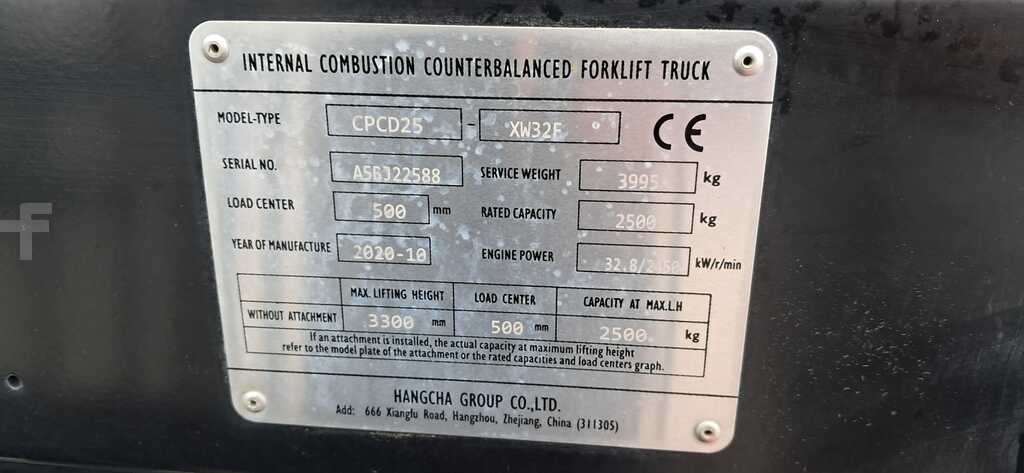 INTERNAL COMBUSTION COUNTERBALANCED FORKLIFT TRUCK
MODEL-TYPE CPCD25 - XW32F CE
SERIAL NO. A5BJ22588 SERVICE WEIGHT 3995 kg
LOAD CENTER 500 mm RATED CAPACITY 2500 kg
YEAR OF MANUFACTURE 2020-10 ENGINE POWER 32.8/2450 kW/r/min
MAX. LIFTING HEIGHT LOAD CENTER CAPACITY AT MAX.L.H
WITHOUT ATTACHMENT 3300 mm 500 mm 2500 kg
If an attachment is installed, the actual capacity at maximum lifting height
refer to the model plate of the attachment or the rated capacities and load centers graph.
HANGCHA GROUP CO.,LTD.
Add: 666 Xiangfu Road, Hangzhou, Zhejiang, China (311305)